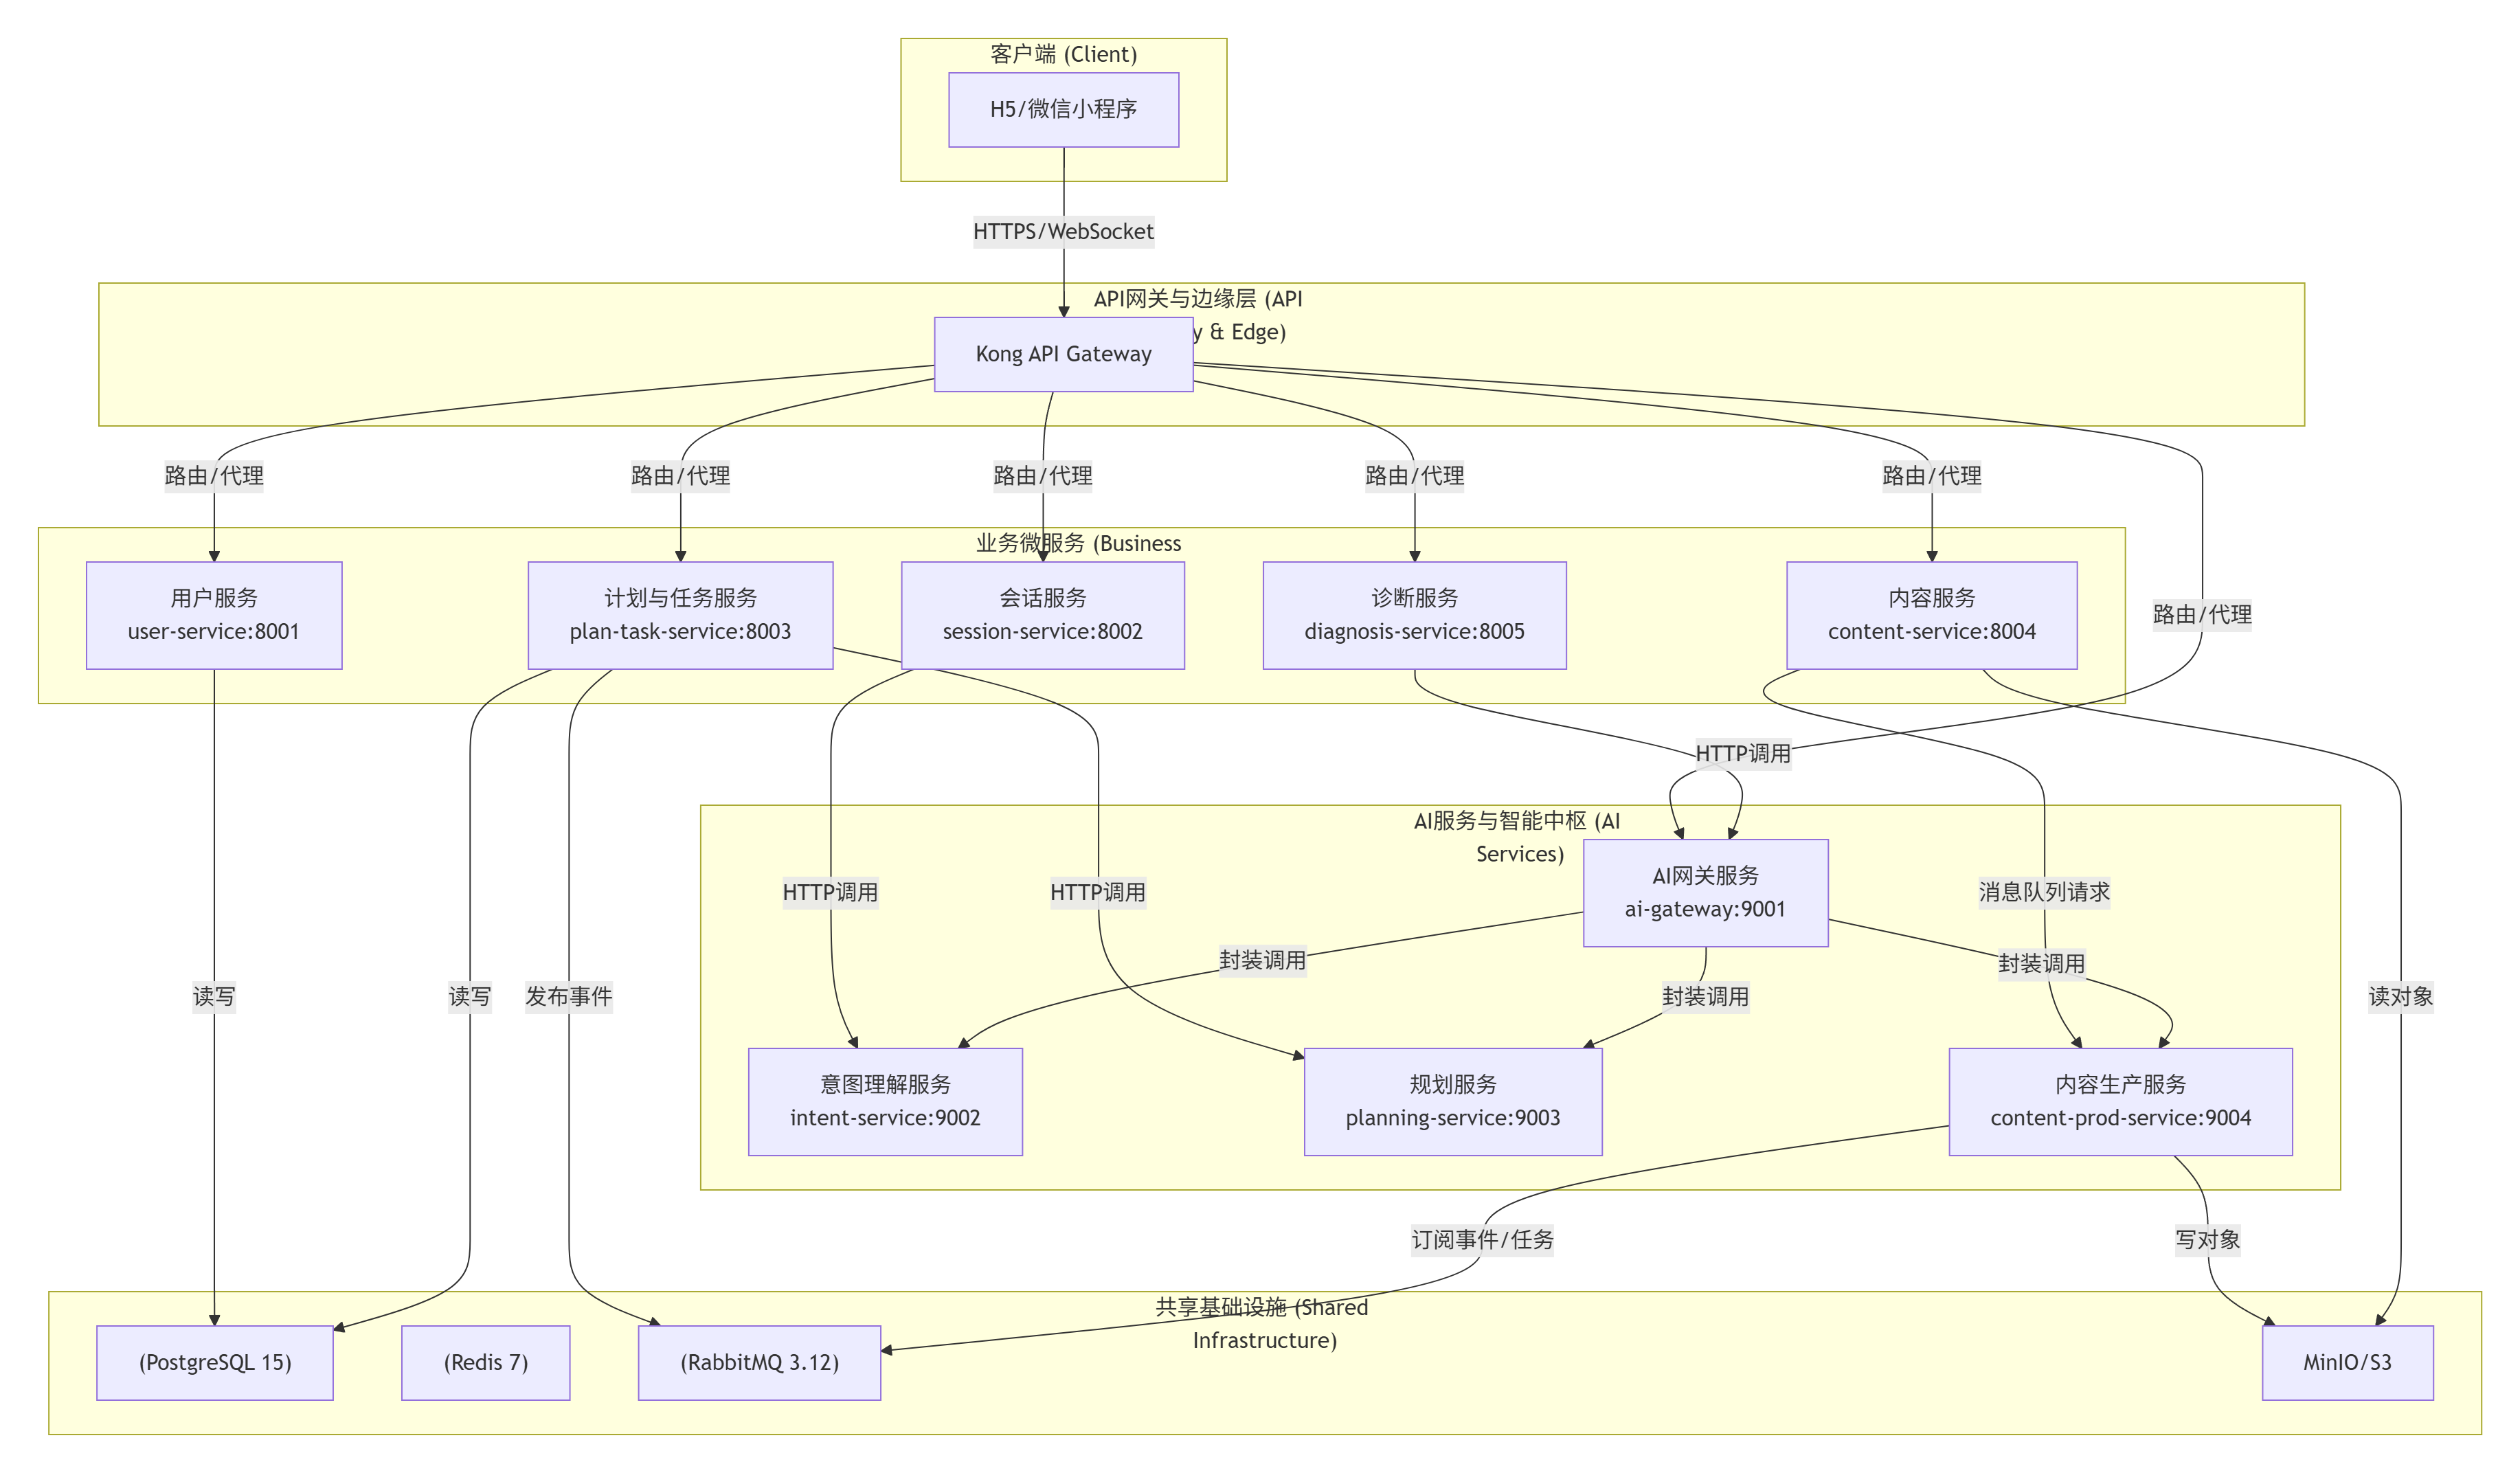 客户端 (Client)
H5/微信小程序
HTTPS/WebSocket
API网关与边缘层 (API
y & Edge)
Kong API Gateway
路由/代理
路由/代理
路由/代理
路由/代理
路由/代理
路由/代理
业务微服务 (Business
用户服务
user-service:8001
计划与任务服务
plan-task-service:8003
会话服务
session-service:8002
诊断服务
diagnosis-service:8005
内容服务
content-service:8004
HTTP调用
AI服务与智能中枢 (AI
Services)
AI网关服务
ai-gateway:9001
HTTP调用
HTTP调用
消息队列请求
封装调用
封装调用
封装调用
读写
读写
发布事件
读对象
意图理解服务
intent-service:9002
规划服务
planning-service:9003
内容生产服务
content-prod-service:9004
订阅事件/任务
写对象
共享基础设施 (Shared
Infrastructure)
(PostgreSQL 15)
(Redis 7)
(RabbitMQ 3.12)
MinIO/S3